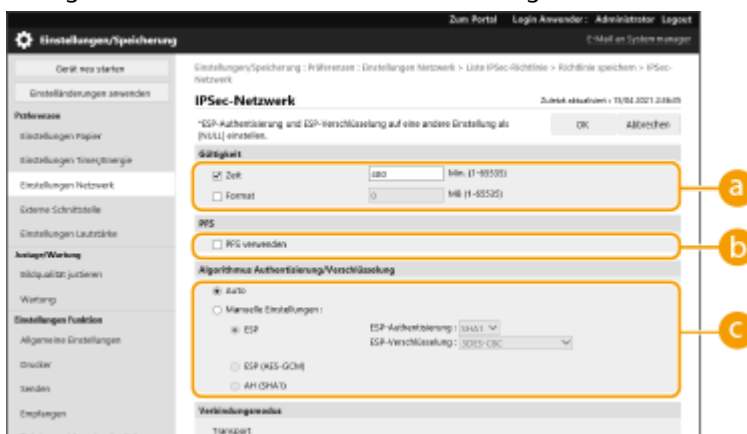 Zum Portal Login Anwender: Administrator Logout
Einstellungen/Speicherung
E-Mail an System manager
Gerät neu starten
Einstelländerungen anwenden
Präferenzen
Einstellungen Papier
Einstellungen Timer/Energie
Einstellungen Netzwerk
Externe Schnittstelle
Einstellungen Lautstärke
Anlage/Wartung
Bildqualität justieren
Wartung
Einstellungen Funktion
Allgemeine Einstellungen
Drucker
Senden
Empfangen
Einstellungen/Speicherung : Präferenzen : Einstellungen Netzwerk > Liste IPSec-Richtlinie > Richtlinie speichern > IPSec-
Netzwerk
IPSec-Netzwerk
Zuletzt aktualisiert :
*ESP-Authentisierung und ESP-Verschlüsselung auf eine andere Einstellung als
[NULL] einstellen.
OK Abbrechen
Gültigkeit
Zeit 480 Min. (1-65535)
Format 0 MB (1-65535)
a
PFS
PFS verwenden
b
Algorithmus Authentisierung/Verschlüsselung
Auto
Manuelle Einstellungen :
ESP ESP-Authentisierung : SHA1
ESP-Verschlüsselung : 3DES-CBC
ESP (AES-GCM)
AH (SHA1)
c
Verbindungsmodus
Transport